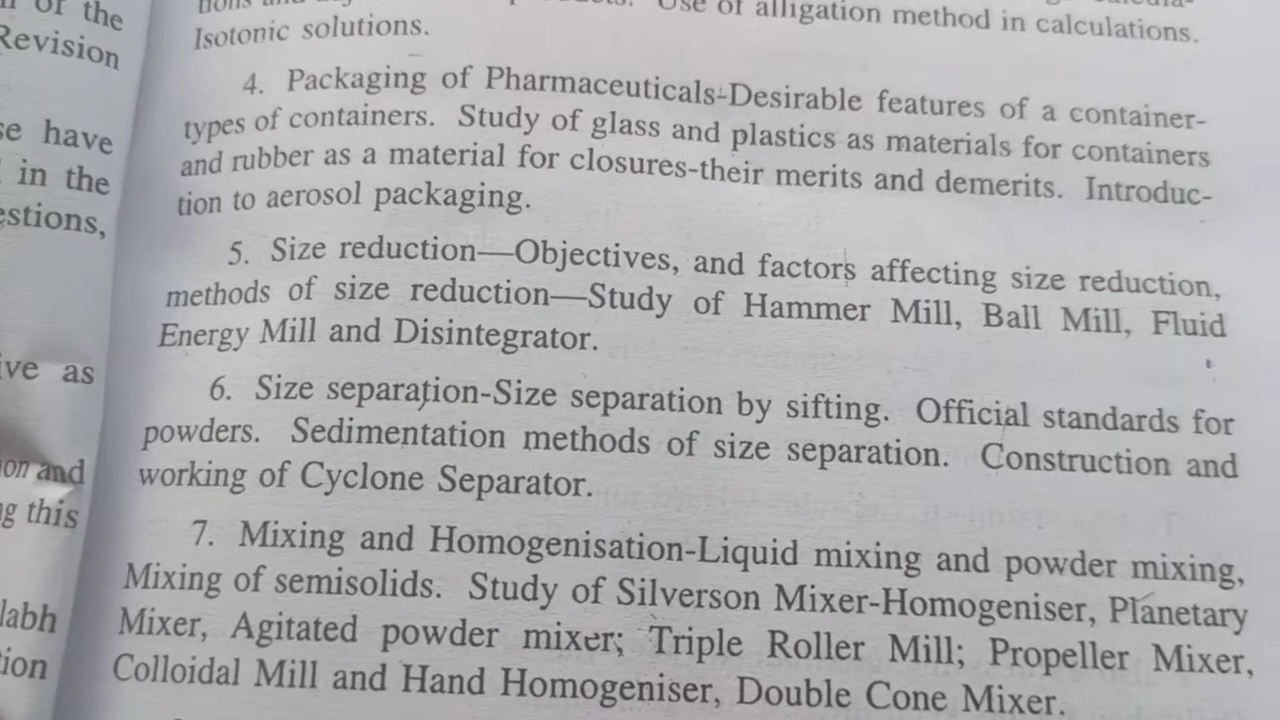 of the
Revision
se have
in the
estions,
ive as
on and
g this
labh
tion
Use of alligation method in calculations.
Isotonic solutions.
4. Packaging of Pharmaceuticals-Desirable features of a container-
types of containers. Study of glass and plastics as materials for containers
and rubber as a material for closures-their merits and demerits. Introduc-
tion to aerosol packaging.
5. Size reduction—Objectives, and factors affecting size reduction,
methods of size reduction—Study of Hammer Mill, Ball Mill, Fluid
Energy Mill and Disintegrator.
6. Size separation-Size separation by sifting. Official standards for
powders. Sedimentation methods of size separation. Construction and
working of Cyclone Separator.
7. Mixing and Homogenisation-Liquid mixing and powder mixing,
Mixing of semisolids. Study of Silverson Mixer-Homogeniser, Planetary
Mixer, Agitated powder mixer; Triple Roller Mill; Propeller Mixer,
Colloidal Mill and Hand Homogeniser, Double Cone Mixer.